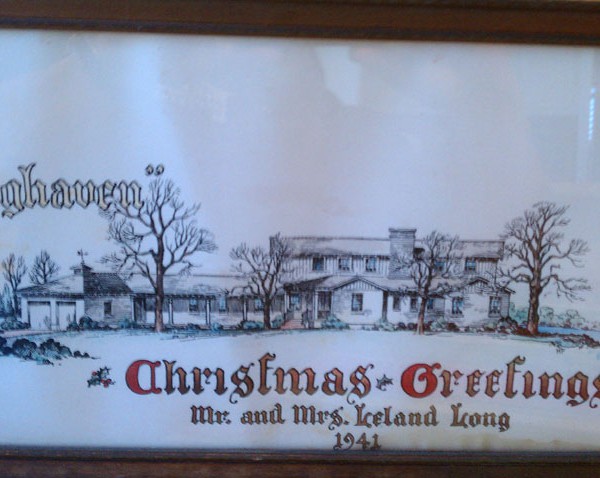 ghaven"
Christmas Greetings
Mr. and Mrs. Leland Long
1941